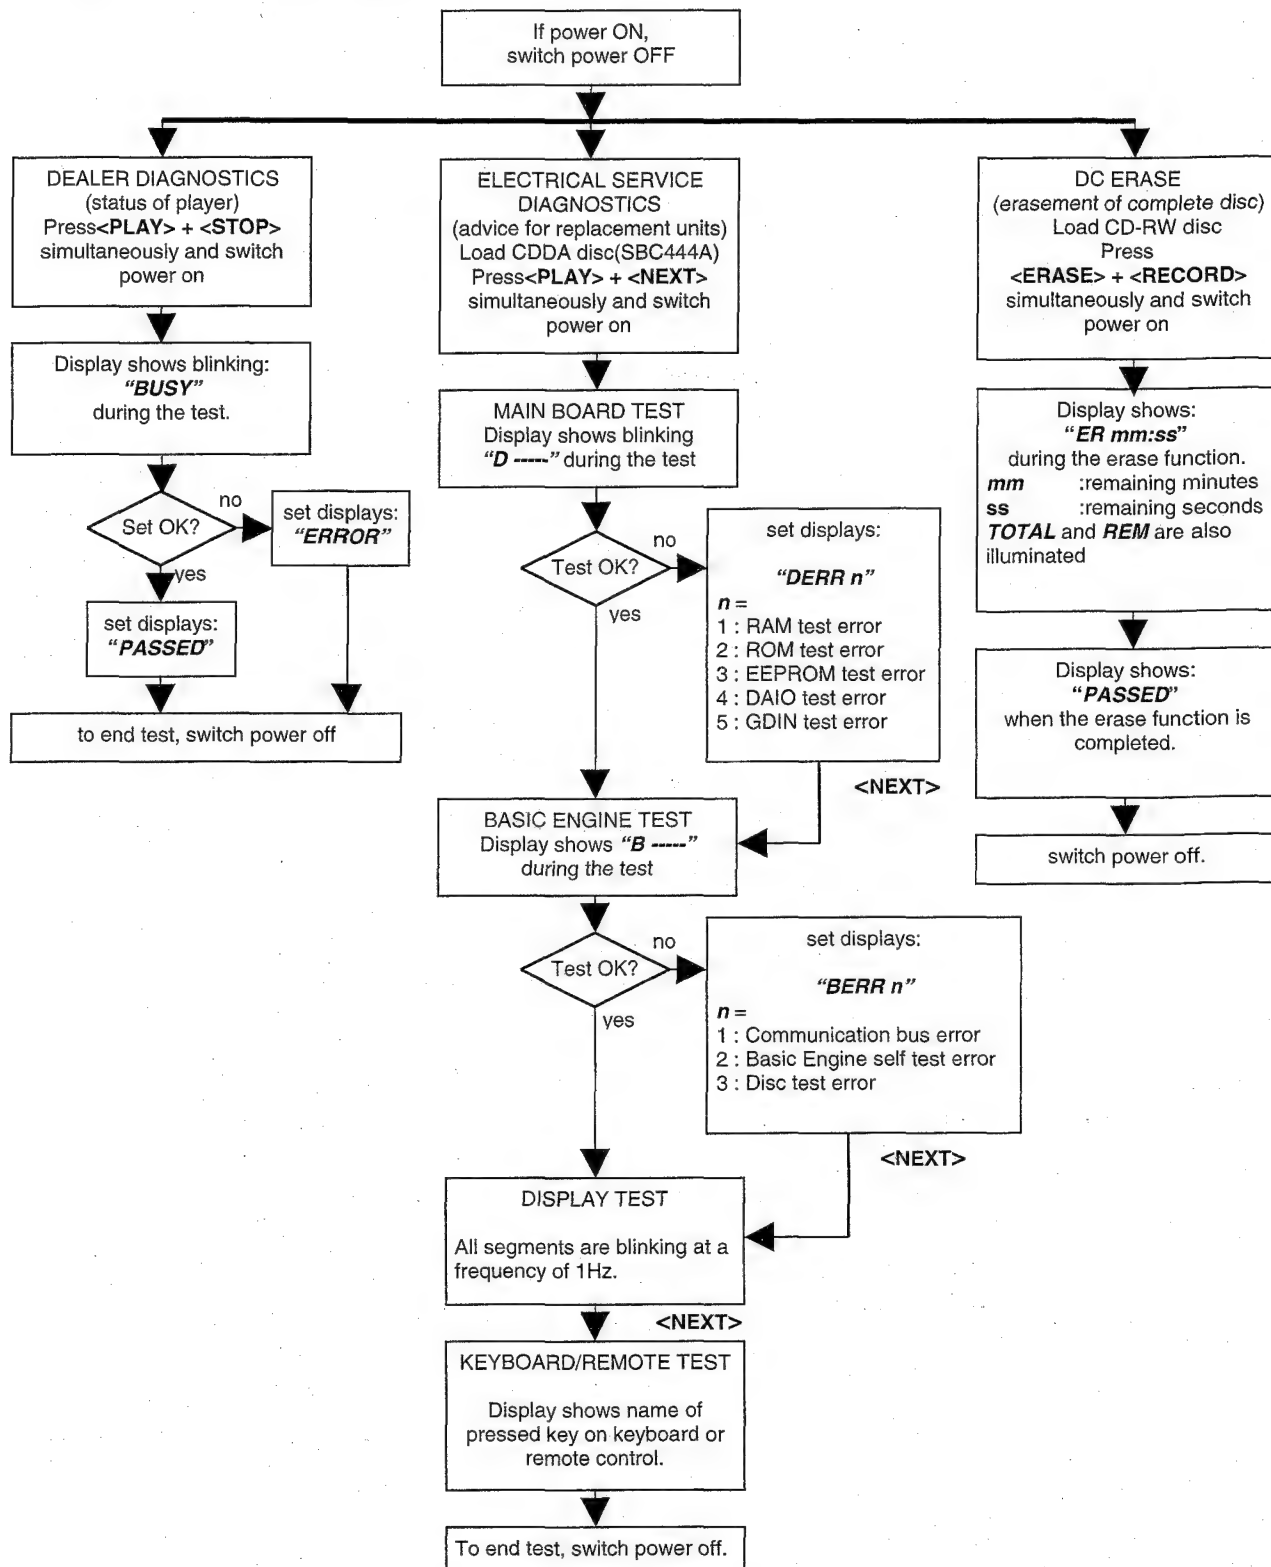 If power ON,
switch power OFF
DEALER DIAGNOSTICS
(status of player)
Press<PLAY> + <STOP>
simultaneously and switch
power on
Display shows blinking:
“BUSY”
during the test.
Set OK?
no
yes
set displays:
“ERROR”
set displays:
“PASSED”
to end test, switch power off
ELECTRICAL SERVICE
DIAGNOSTICS
(advice for replacement units)
Load CDDA disc(SBC444A)
Press<PLAY> + <NEXT>
simultaneously and switch
power on
MAIN BOARD TEST
Display shows blinking
“D -----” during the test
Test OK?
no
yes
set displays:
“DERR n”
n =
1 : RAM test error
2 : ROM test error
3 : EEPROM test error
4 : DAIO test error
5 : GDIN test error
<NEXT>
BASIC ENGINE TEST
Display shows “B -----”
during the test
Test OK?
no
yes
set displays:
“BERR n”
n =
1 : Communication bus error
2 : Basic Engine self test error
3 : Disc test error
<NEXT>
DISPLAY TEST
All segments are blinking at a
frequency of 1Hz.
<NEXT>
KEYBOARD/REMOTE TEST
Display shows name of
pressed key on keyboard or
remote control.
To end test, switch power off.
DC ERASE
(erasement of complete disc)
Load CD-RW disc
Press
<ERASE> + <RECORD>
simultaneously and switch
power on
Display shows:
“ER mm:ss”
during the erase function.
mm :remaining minutes
ss :remaining seconds
TOTAL and REM are also
illuminated
Display shows:
“PASSED”
when the erase function is
completed.
switch power off.